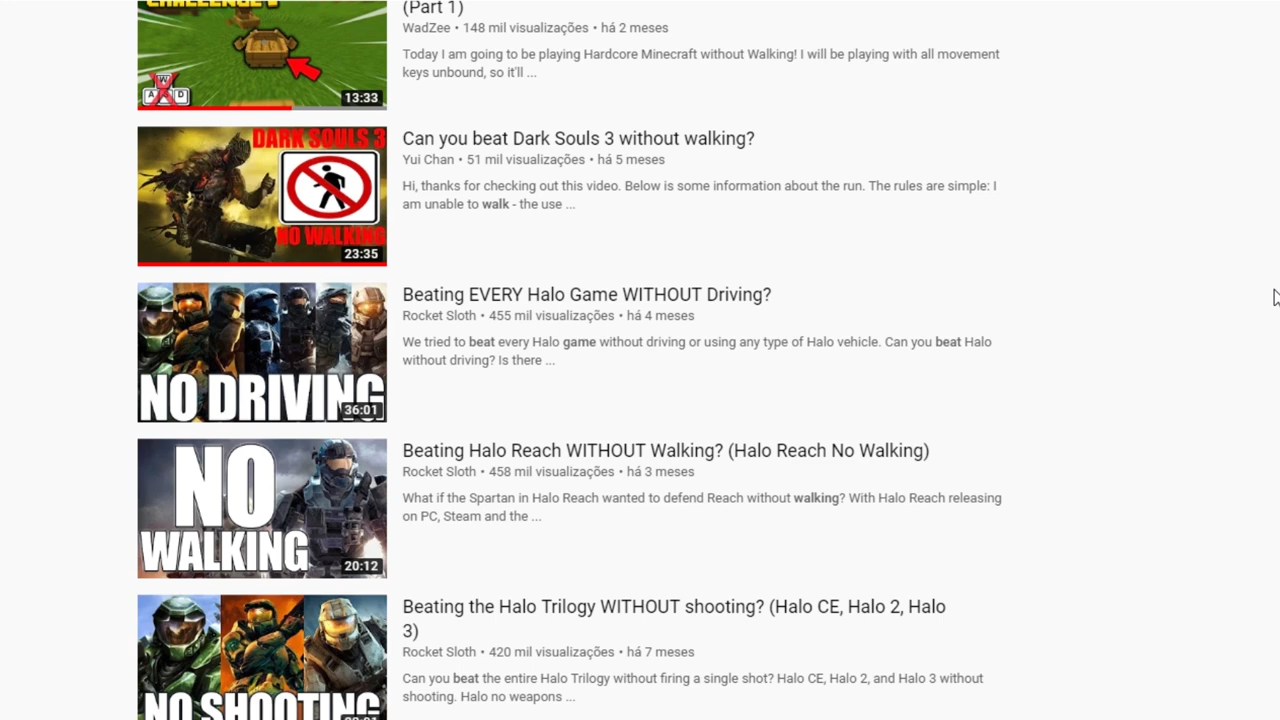 CHALLENGE
(Part 1)
WadZee • 148 mil visualizações • há 2 meses
Today I am going to be playing Hardcore Minecraft without Walking! I will be playing with all movement
keys unbound, so it'll ...
W
A D
13:33
DARK SOULS 3
NO WALKING
23:35
Can you beat Dark Souls 3 without walking?
Yui Chan • 51 mil visualizações • há 5 meses
Hi, thanks for checking out this video. Below is some information about the run. The rules are simple: I
am unable to walk - the use ...
NO DRIVING
36:01
Beating EVERY Halo Game WITHOUT Driving?
Rocket Sloth • 455 mil visualizações • há 4 meses
We tried to beat every Halo game without driving or using any type of Halo vehicle. Can you beat Halo
without driving? Is there ...
NO
WALKING
20:12
Beating Halo Reach WITHOUT Walking? (Halo Reach No Walking)
Rocket Sloth • 458 mil visualizações • há 3 meses
What if the Spartan in Halo Reach wanted to defend Reach without walking? With Halo Reach releasing
on PC, Steam and the ...
NO SHOOTING
Beating the Halo Trilogy WITHOUT shooting? (Halo CE, Halo 2, Halo
3)
Rocket Sloth • 420 mil visualizações • há 7 meses
Can you beat the entire Halo Trilogy without firing a single shot? Halo CE, Halo 2, and Halo 3 without
shooting. Halo no weapons ...